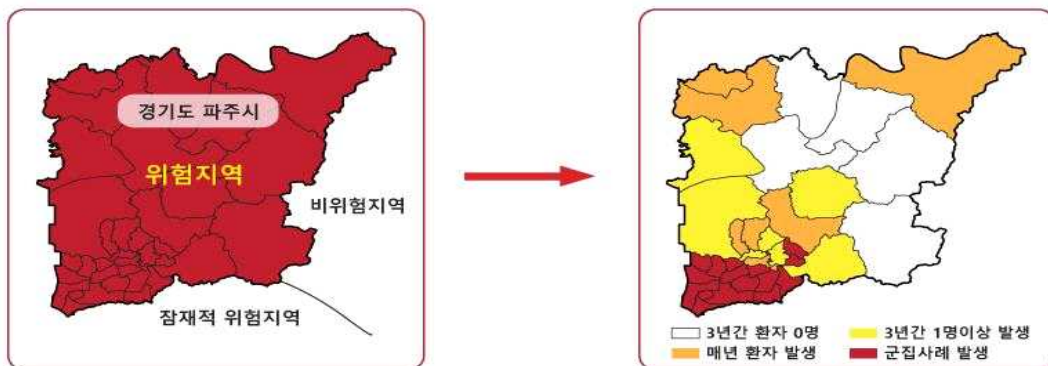 경기도 파주시
위험지역
비위험지역
잠재적 위험지역
3년간 환자 0명
3년간 1명이상 발생
매년 환자 발생
군집사례 발생